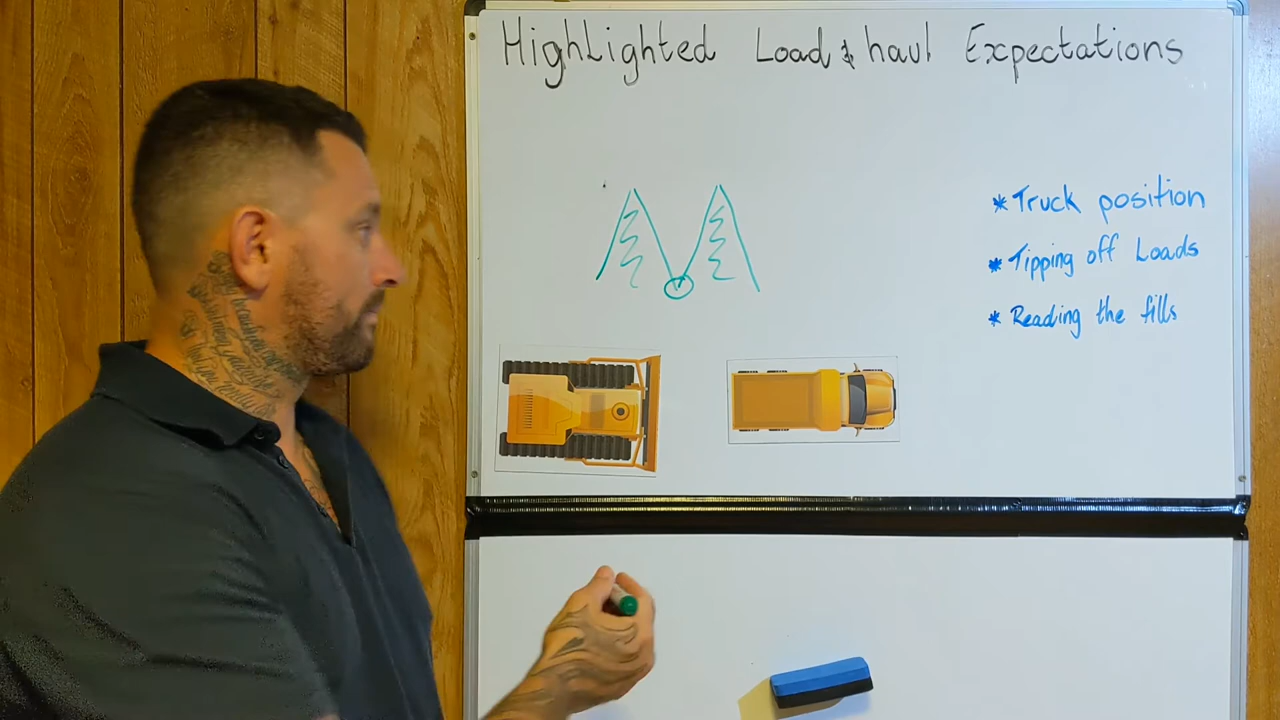 Highlighted Load & haul Expectations
* Truck position
* Tipping off Loads
* Reading the fills